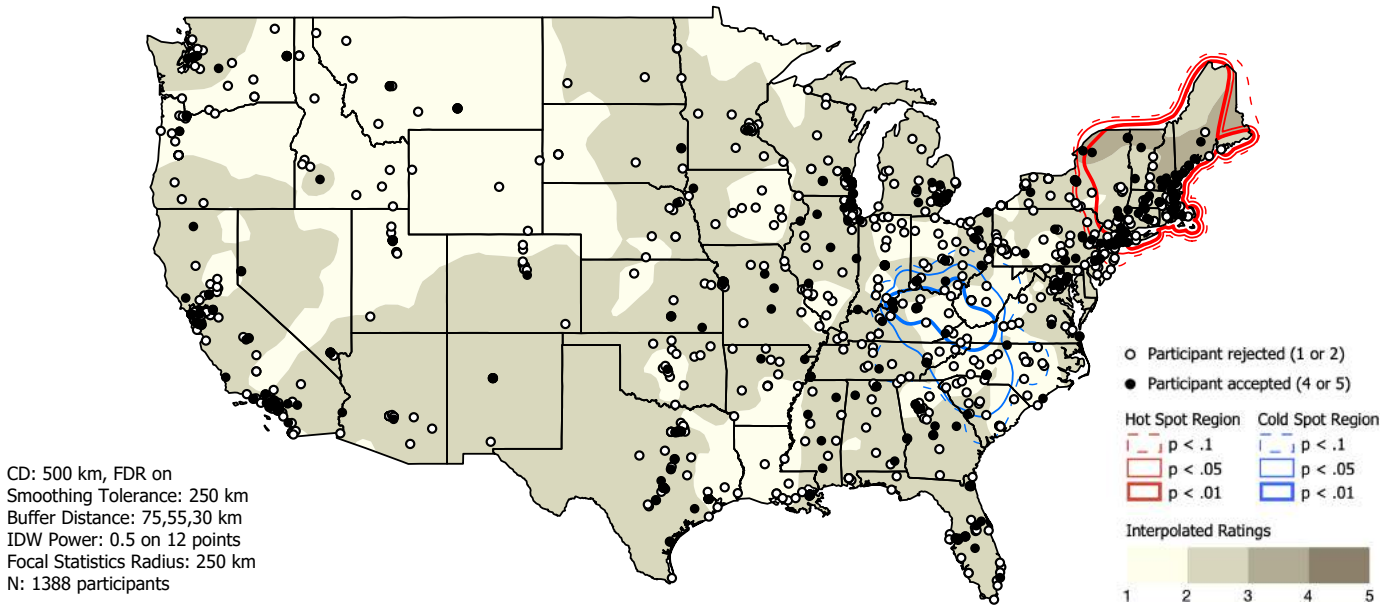 Participant rejected (1 or 2)
Participant accepted (4 or 5)
Hot Spot Region Cold Spot Region
p < .1 p < .1
p < .05 p < .05
p < .01 p < .01
Interpolated Ratings
1 2 3 4 5
CD: 500 km, FDR on
Smoothing Tolerance: 250 km
Buffer Distance: 75,55,30 km
IDW Power: 0.5 on 12 points
Focal Statistics Radius: 250 km
N: 1388 participants